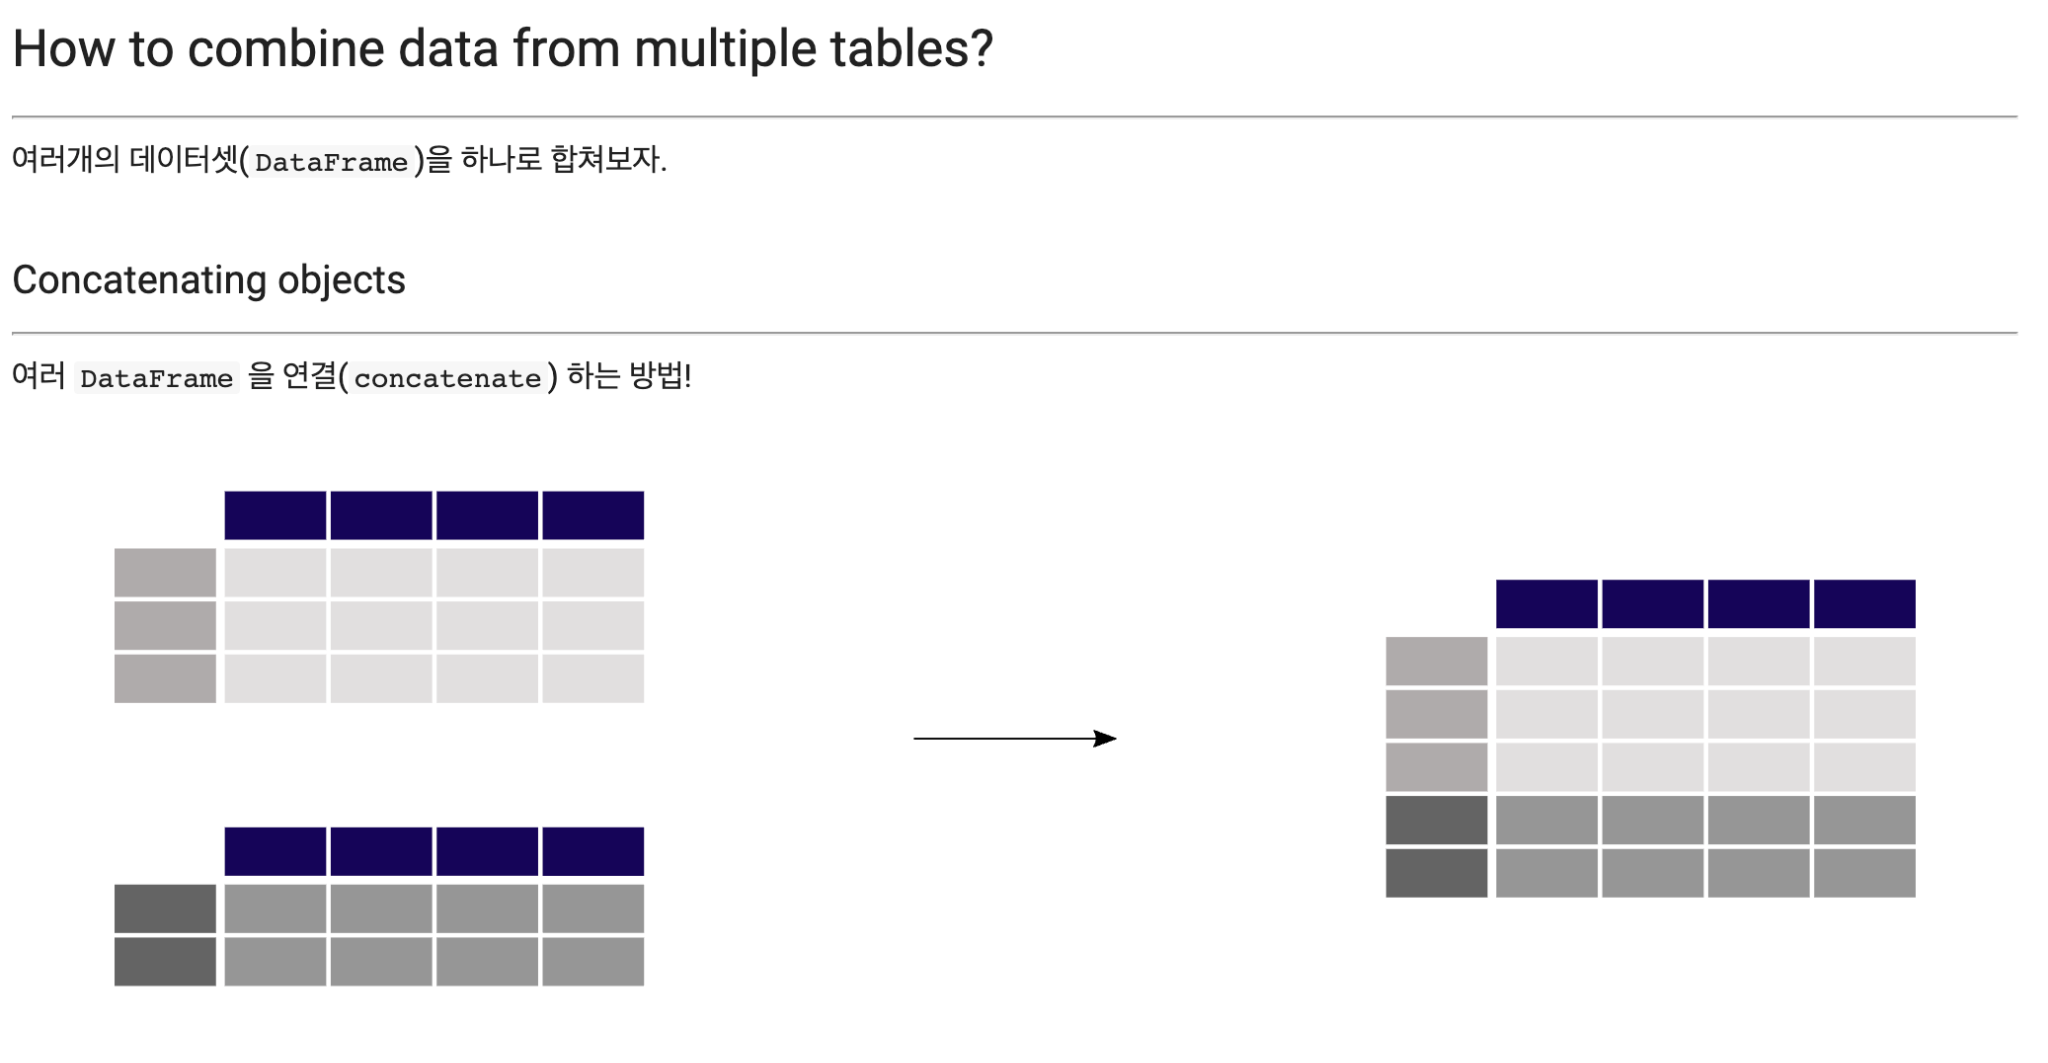 How to combine data from multiple tables?
여러개의 데이터셋(DataFrame)을 하나로 합쳐보자.
Concatenating objects
여러 DataFrame 을 연결(concatenate) 하는 방법!